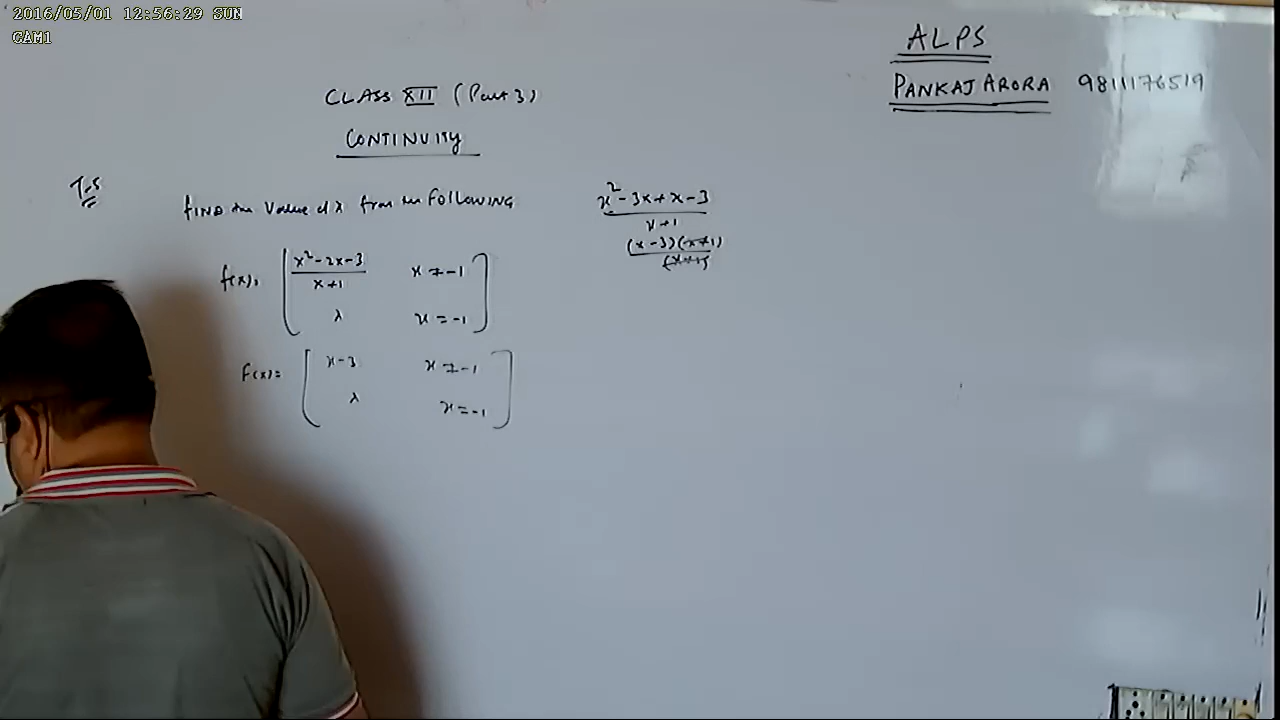 2016/05/01 12:56:29 SUN
CAM1
ALPS
PANKAJ ARORA 9811176519
CLASS XII (Part 3)
CONTINUITY
T-5
FIND the Value of λ from the FOLLOWING
f(x): [ x² - 2x - 3 / x + 1    x ≠ -1
λ    x = -1 ]
f(x) = [ x - 3    x ≠ -1
λ    x = -1 ]
x² - 3x + x - 3
x + 1
(x - 3)(x + 1)
(x + 1)